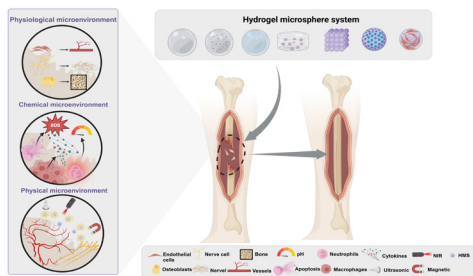 Physiological microenvironment
Hydrogel microsphere system
Chemical microenvironment
ROS
Physical microenvironment
Endothelial cells
Nerve cell
Bone
pH
Neutrophils
Cytokines
NIR
HMS
Osteoblasts
Nervel
Vessels
Apoptosis
Macrophages
Ultrasonic
Magnetic